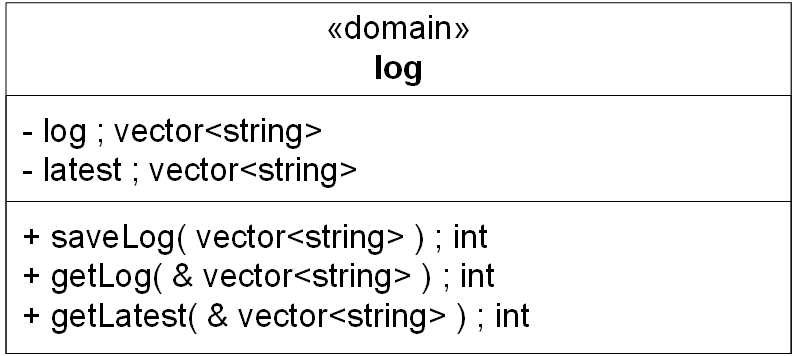 «domain»
log
- log ; vector<string>
- latest ; vector<string>
+ saveLog( vector<string> ) ; int
+ getLog( & vector<string> ) ; int
+ getLatest( & vector<string> ) ; int